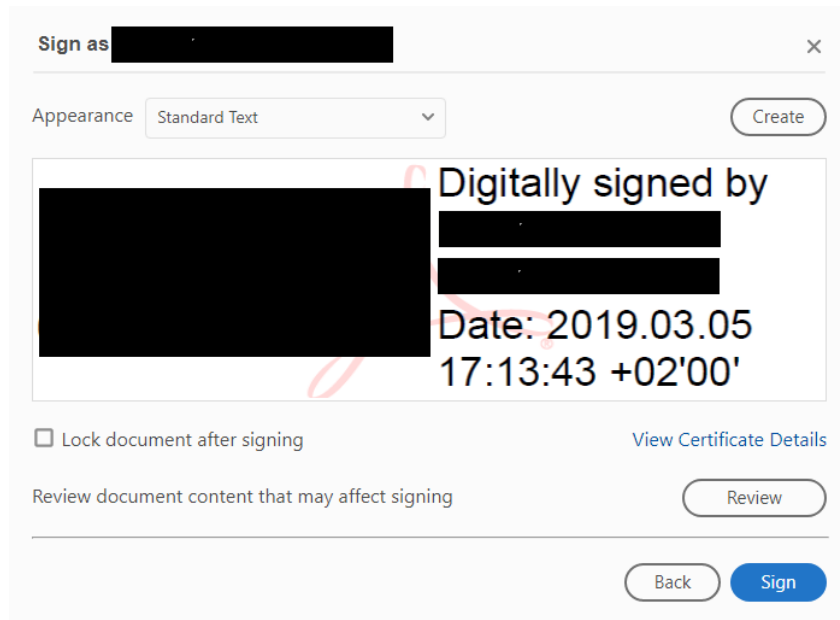 Sign as
Appearance
Standard Text
Create
Digitally signed by
Date: 2019.03.05
17:13:43 +02'00'
Lock document after signing
View Certificate Details
Review document content that may affect signing
Review
Back
Sign